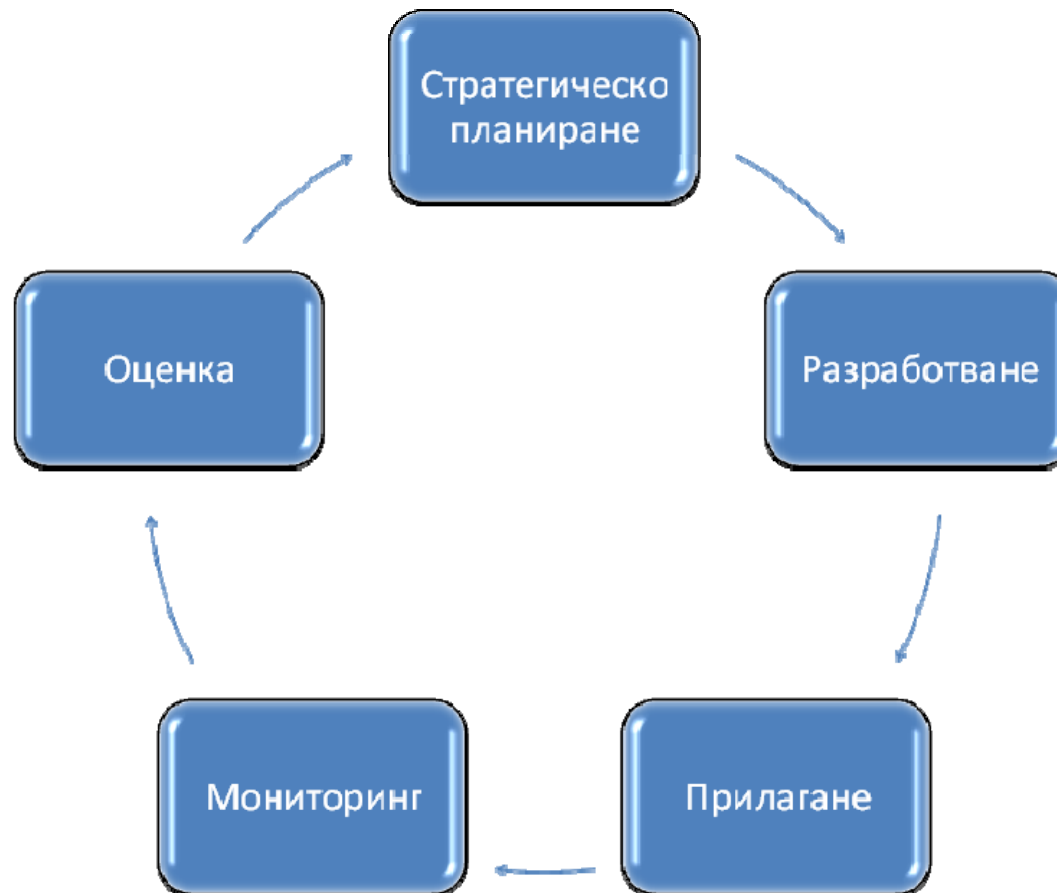 Стратегическо
планиране
Разработване
Прилагане
Мониторинг
Оценка